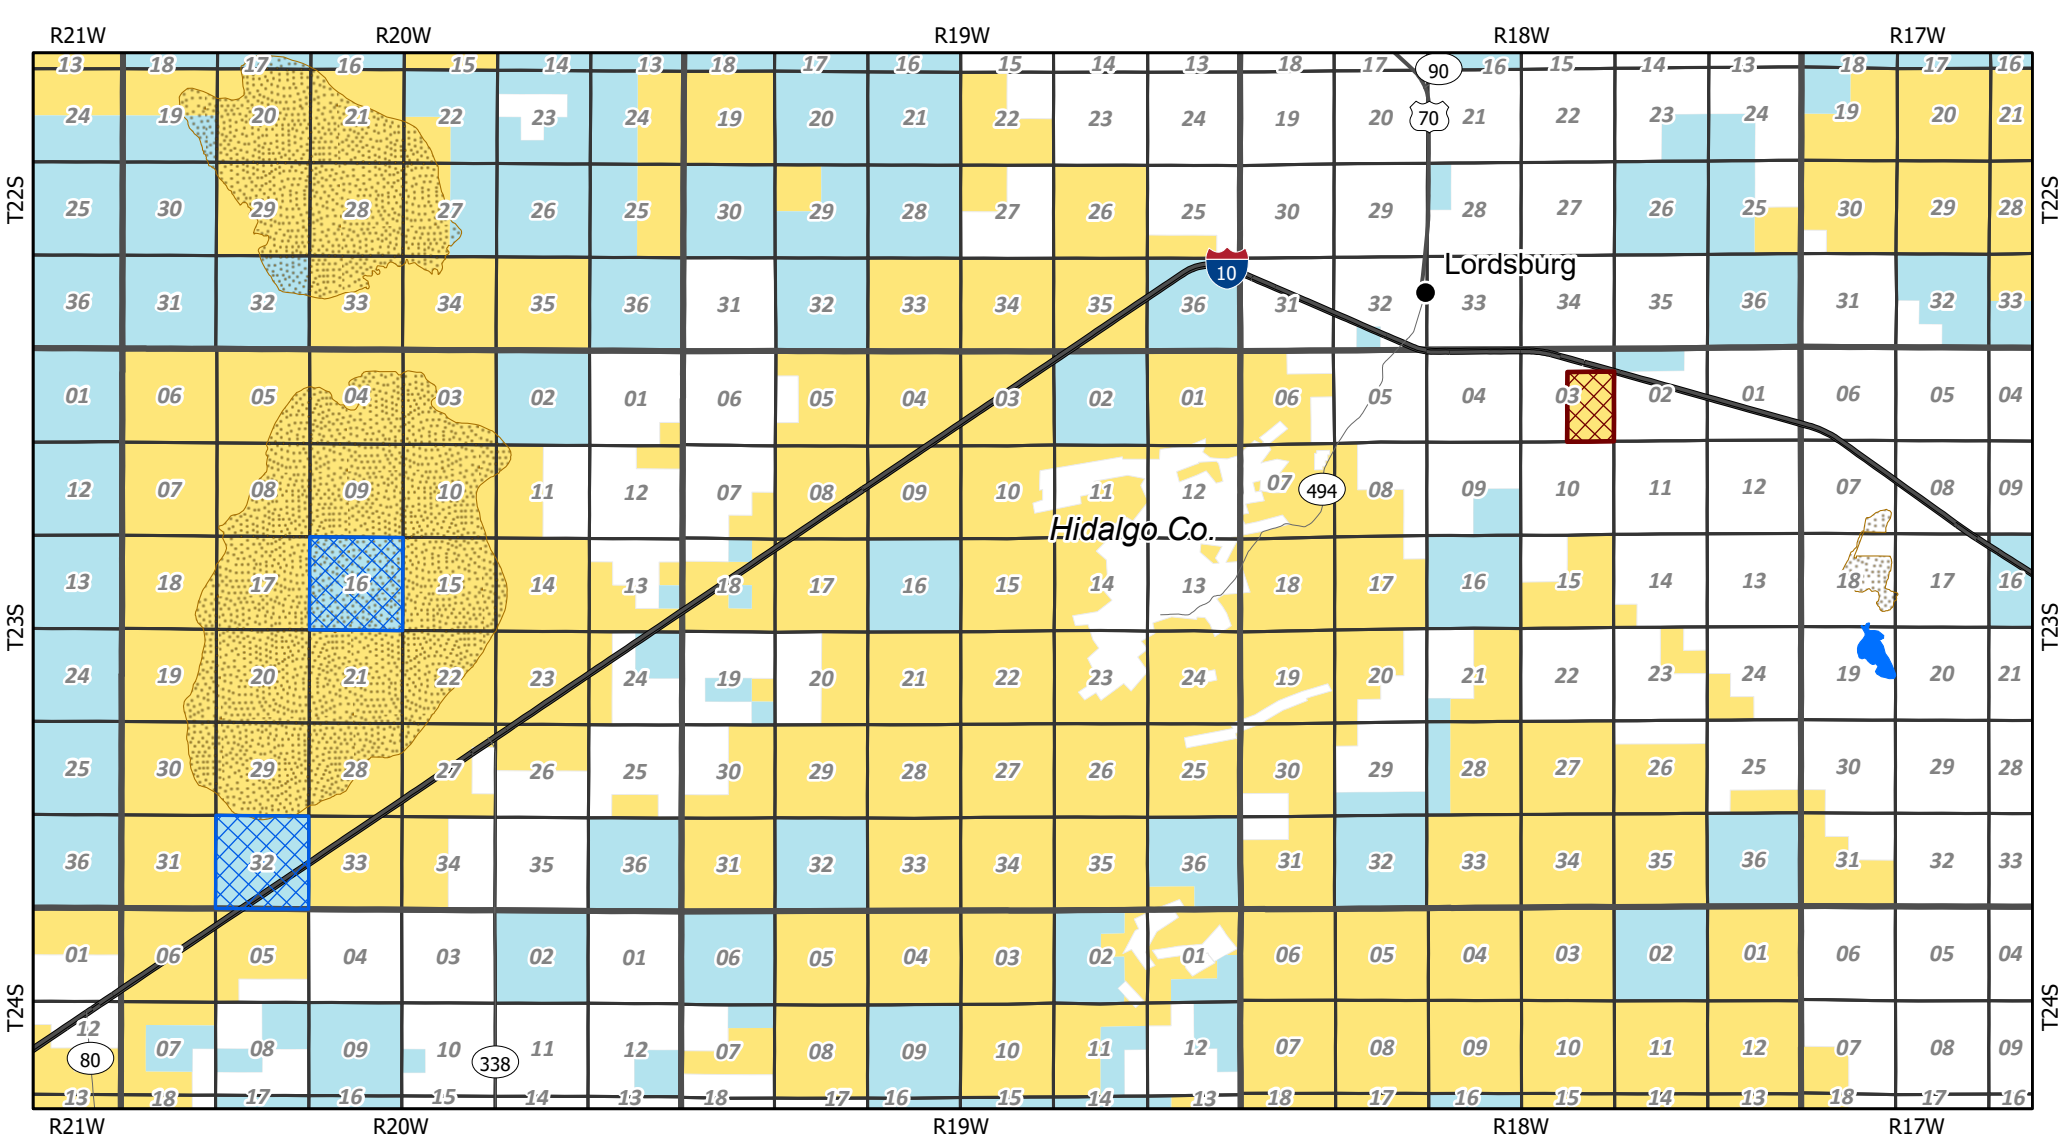 R21W R20W R19W R18W R17W
13 18 17 16 15 14 13 18 17 16 15 14 13 18 17 90 16 15 14 13 18 17 16
24 19 20 21 22 23 24 19 20 21 22 23 24 19 20 70 21 22 23 24 19 20 21
T22S T22S
25 30 29 28 27 26 25 30 29 28 27 26 25 30 29 28 27 26 25 30 29 28
10 Lordsburg
36 31 32 33 34 35 36 31 32 33 34 35 36 31 32 33 34 35 36 31 32 33
01 06 05 04 03 02 01 06 05 04 03 02 01 06 05 04 03 02 01 06 05 04
12 07 08 09 10 11 12 07 08 09 10 11 12 07 494 08 09 10 11 12 07 08 09
Hidalgo Co.
13 18 17 16 15 14 13 18 17 16 15 14 13 18 17 16 15 14 13 18 17 16
T23S T23S
24 19 20 21 22 23 24 19 20 21 22 23 24 19 20 21 22 23 24 19 20 21
25 30 29 28 27 26 25 30 29 28 27 26 25 30 29 28 27 26 25 30 29 28
36 31 32 33 34 35 36 31 32 33 34 35 36 31 32 33 34 35 36 31 32 33
01 06 05 04 03 02 01 06 05 04 03 02 01 06 05 04 03 02 01 06 05 04
T24S T24S
12 07 08 09 10 11 12 07 08 09 10 11 12 07 08 09 10 11 12 07 08 09
80 338
13 18 17 16 15 14 13 18 17 16 15 14 13 18 17 16 15 14 13 18 17 16
R21W R20W R19W R18W R17W